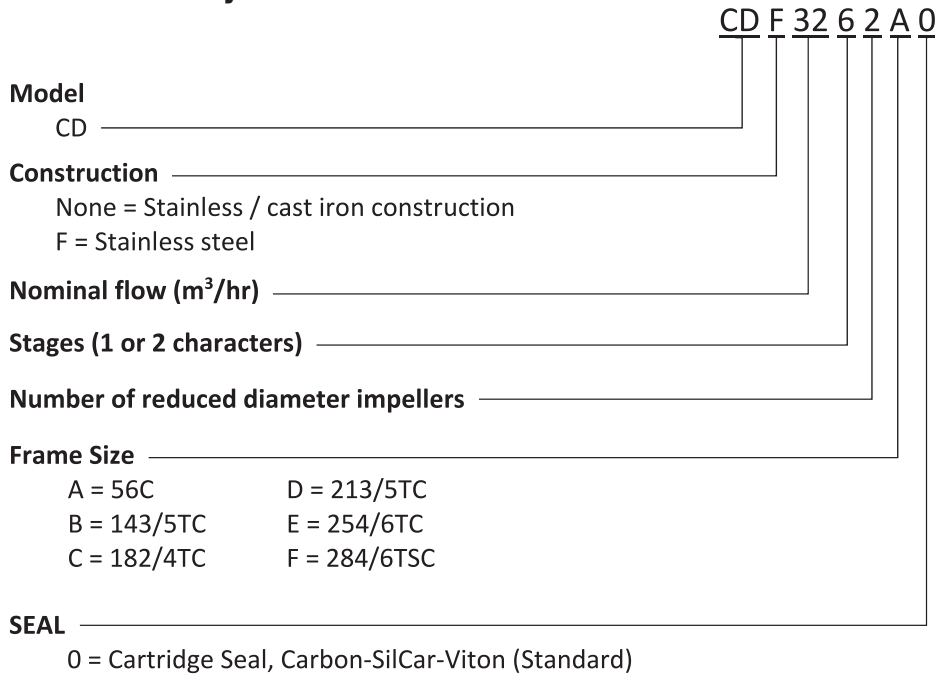 CD F 32 6 2 A 0
Model
CD
Construction
None = Stainless / cast iron construction
F = Stainless steel
Nominal flow (m³/hr)
Stages (1 or 2 characters)
Number of reduced diameter impellers
Frame Size
A = 56C D = 213/5TC
B = 143/5TC E = 254/6TC
C = 182/4TC F = 284/6TSC
SEAL
0 = Cartridge Seal, Carbon-SilCar-Viton (Standard)